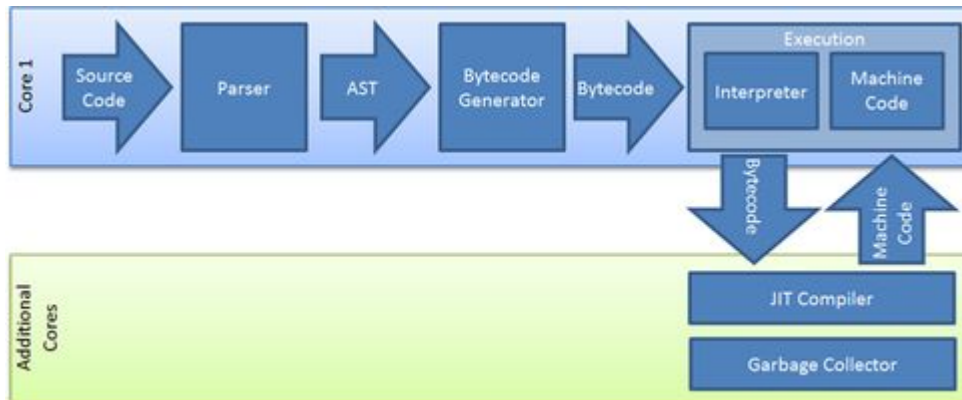 Core 1
Source
Code
Parser
AST
Bytecode
Generator
Bytecode
Execution
Interpreter
Machine
Code
Bytecode
Machine
Code
Additional
Cores
JIT Compiler
Garbage Collector